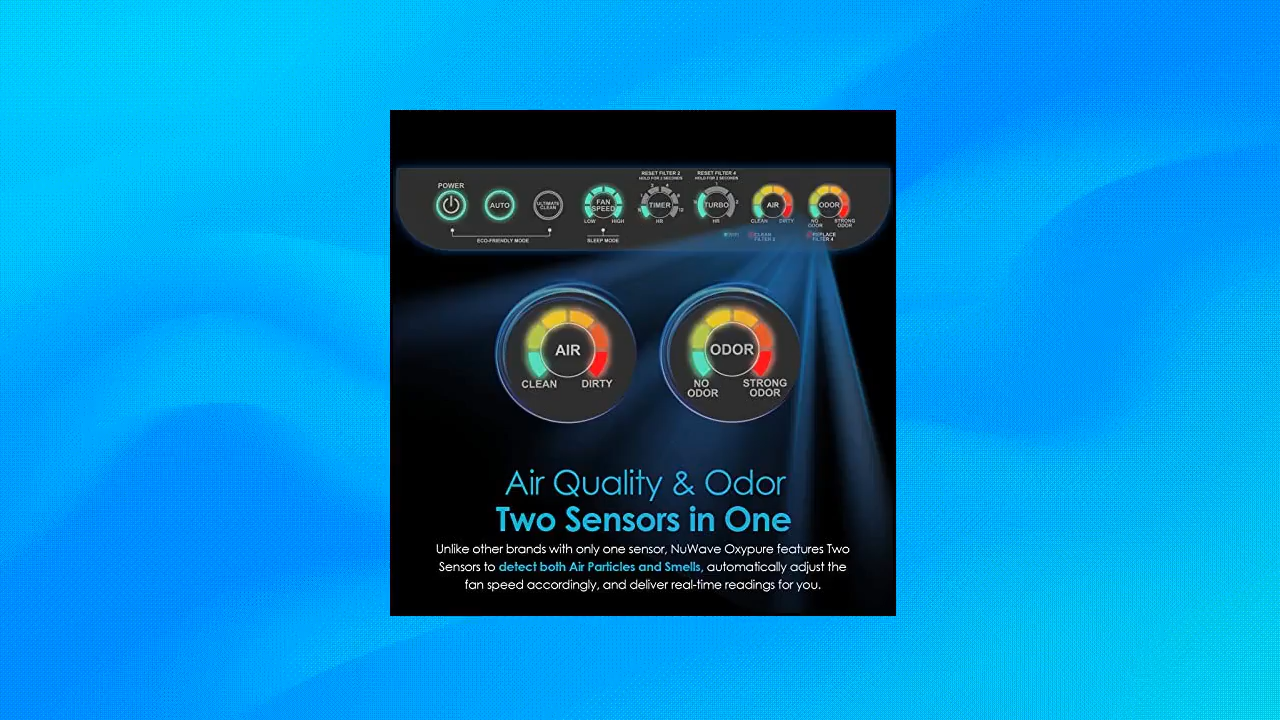 RESET FILTER 2
HOLD FOR 2 SECONDS
RESET FILTER 4
HOLD FOR 2 SECONDS
POWER
AUTO
ULTIMATE
CLEAN
FAN
SPEED
LOW
HIGH
TIMER
HR
TURBO
HR
AIR
CLEAN
DIRTY
ODOR
NO
ODOR
STRONG
ODOR
ECO-FRIENDLY MODE
SLEEP MODE
CLEAN
FILTER 2
REPLACE
FILTER 4
AIR
CLEAN
DIRTY
ODOR
NO
ODOR
STRONG
ODOR
Air Quality & Odor
Two Sensors in One
Unlike other brands with only one sensor, NuWave Oxypure features Two
Sensors to detect both Air Particles and Smells, automatically adjust the
fan speed accordingly, and deliver real-time readings for you.